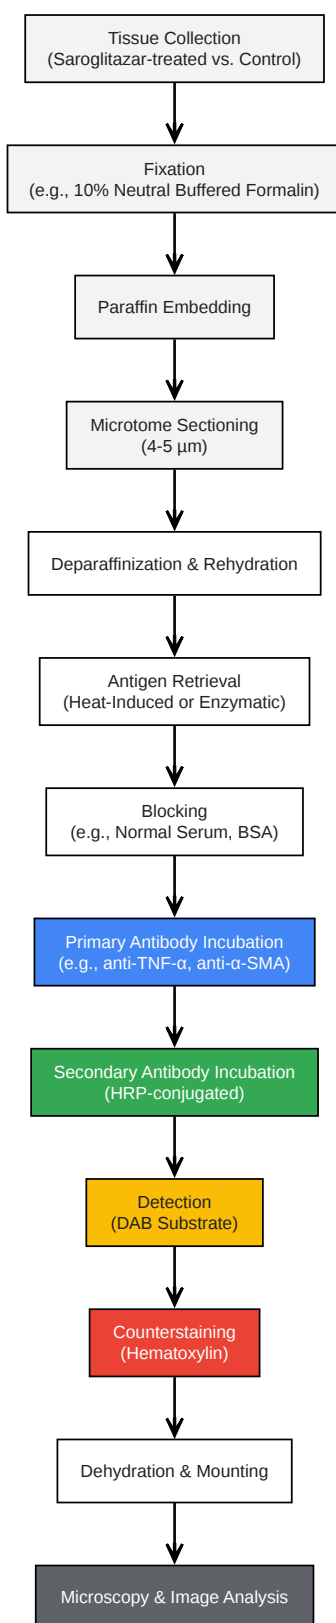 Tissue Collection
(Saroglitazar-treated vs. Control)
Fixation
(e.g., 10% Neutral Buffered Formalin)
Paraffin Embedding
Microtome Sectioning
(4-5 µm)
Deparaffinization & Rehydration
Antigen Retrieval
(Heat-Induced or Enzymatic)
Blocking
(e.g., Normal Serum, BSA)
Primary Antibody Incubation
(e.g., anti-TNF-α, anti-α-SMA)
Secondary Antibody Incubation
(HRP-conjugated)
Detection
(DAB Substrate)
Counterstaining
(Hematoxylin)
Dehydration & Mounting
Microscopy & Image Analysis